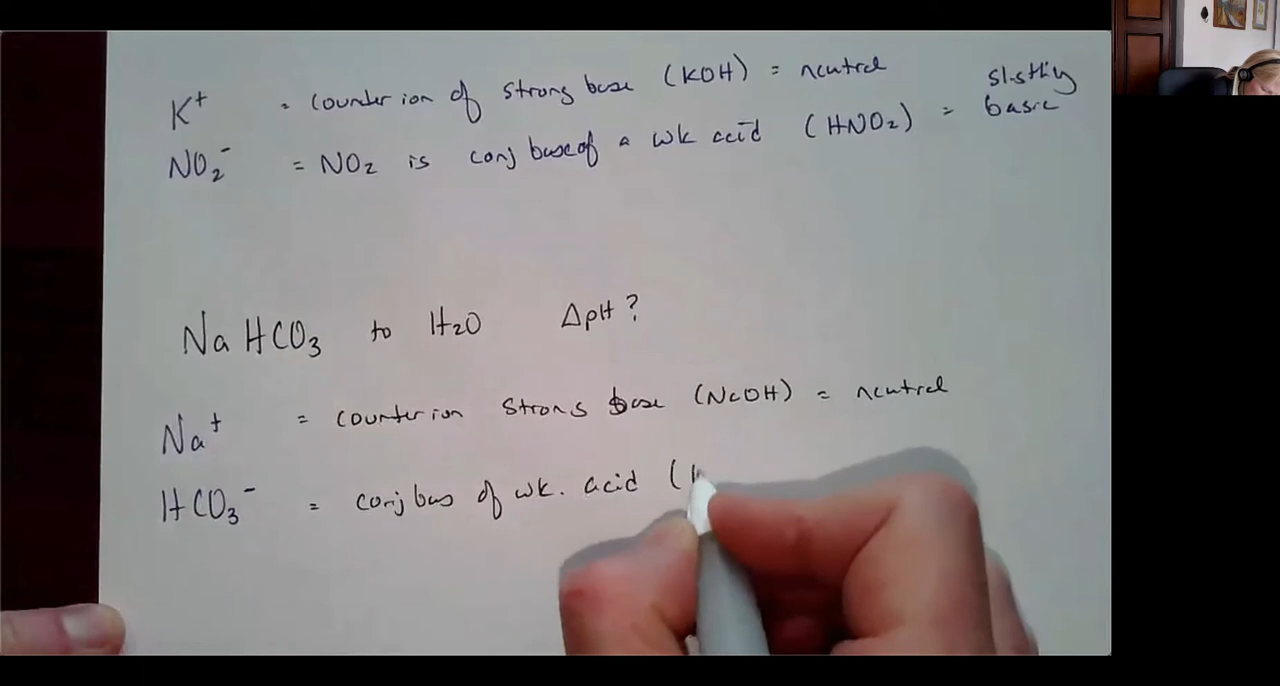 K⁺ = counter ion of strong base (KOH) = neutral
NO₂⁻ = NO₂ is conj base of a wk acid (HNO₂) = slightly basic
NaHCO₃ to H₂O ΔpH?
Na⁺ = counter ion strong base (NaOH) = neutral
HCO₃⁻ = conj bas of wk. acid (